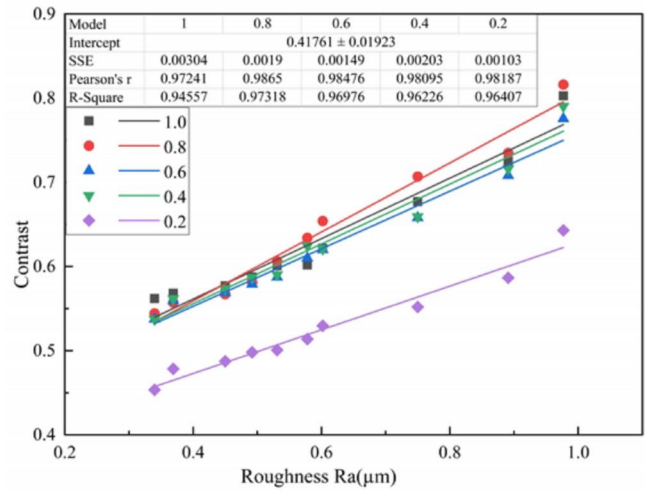 Model 1 0.8 0.6 0.4 0.2
Intercept 0.41761 ± 0.01923
SSE 0.00304 0.0019 0.00149 0.00203 0.00103
Pearson's r 0.97241 0.9865 0.98476 0.98095 0.98187
R-Square 0.94557 0.97318 0.96976 0.96226 0.96407
1.0
0.8
0.6
0.4
0.2
Contrast
0.9
0.8
0.7
0.6
0.5
0.4
0.2 0.4 0.6 0.8 1.0
Roughness Ra(μm)